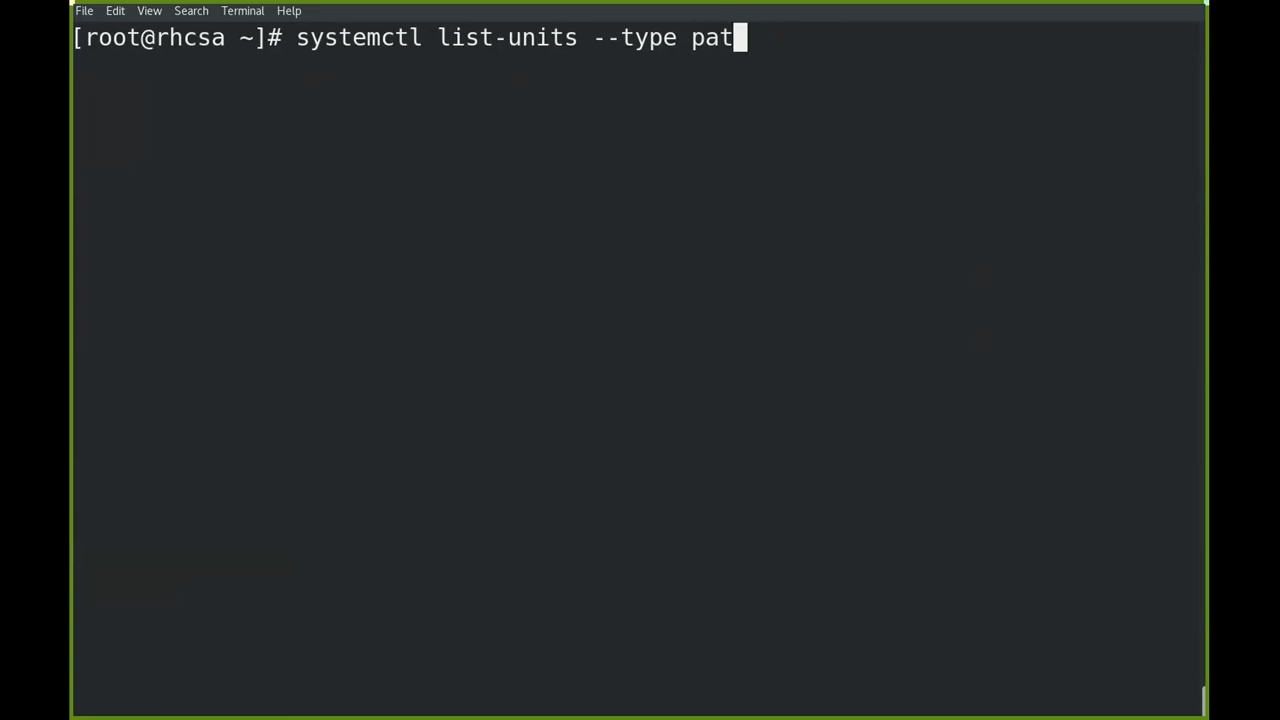 File Edit View Search Terminal Help
[root@rhcsa ~]# systemctl list-units --type pat